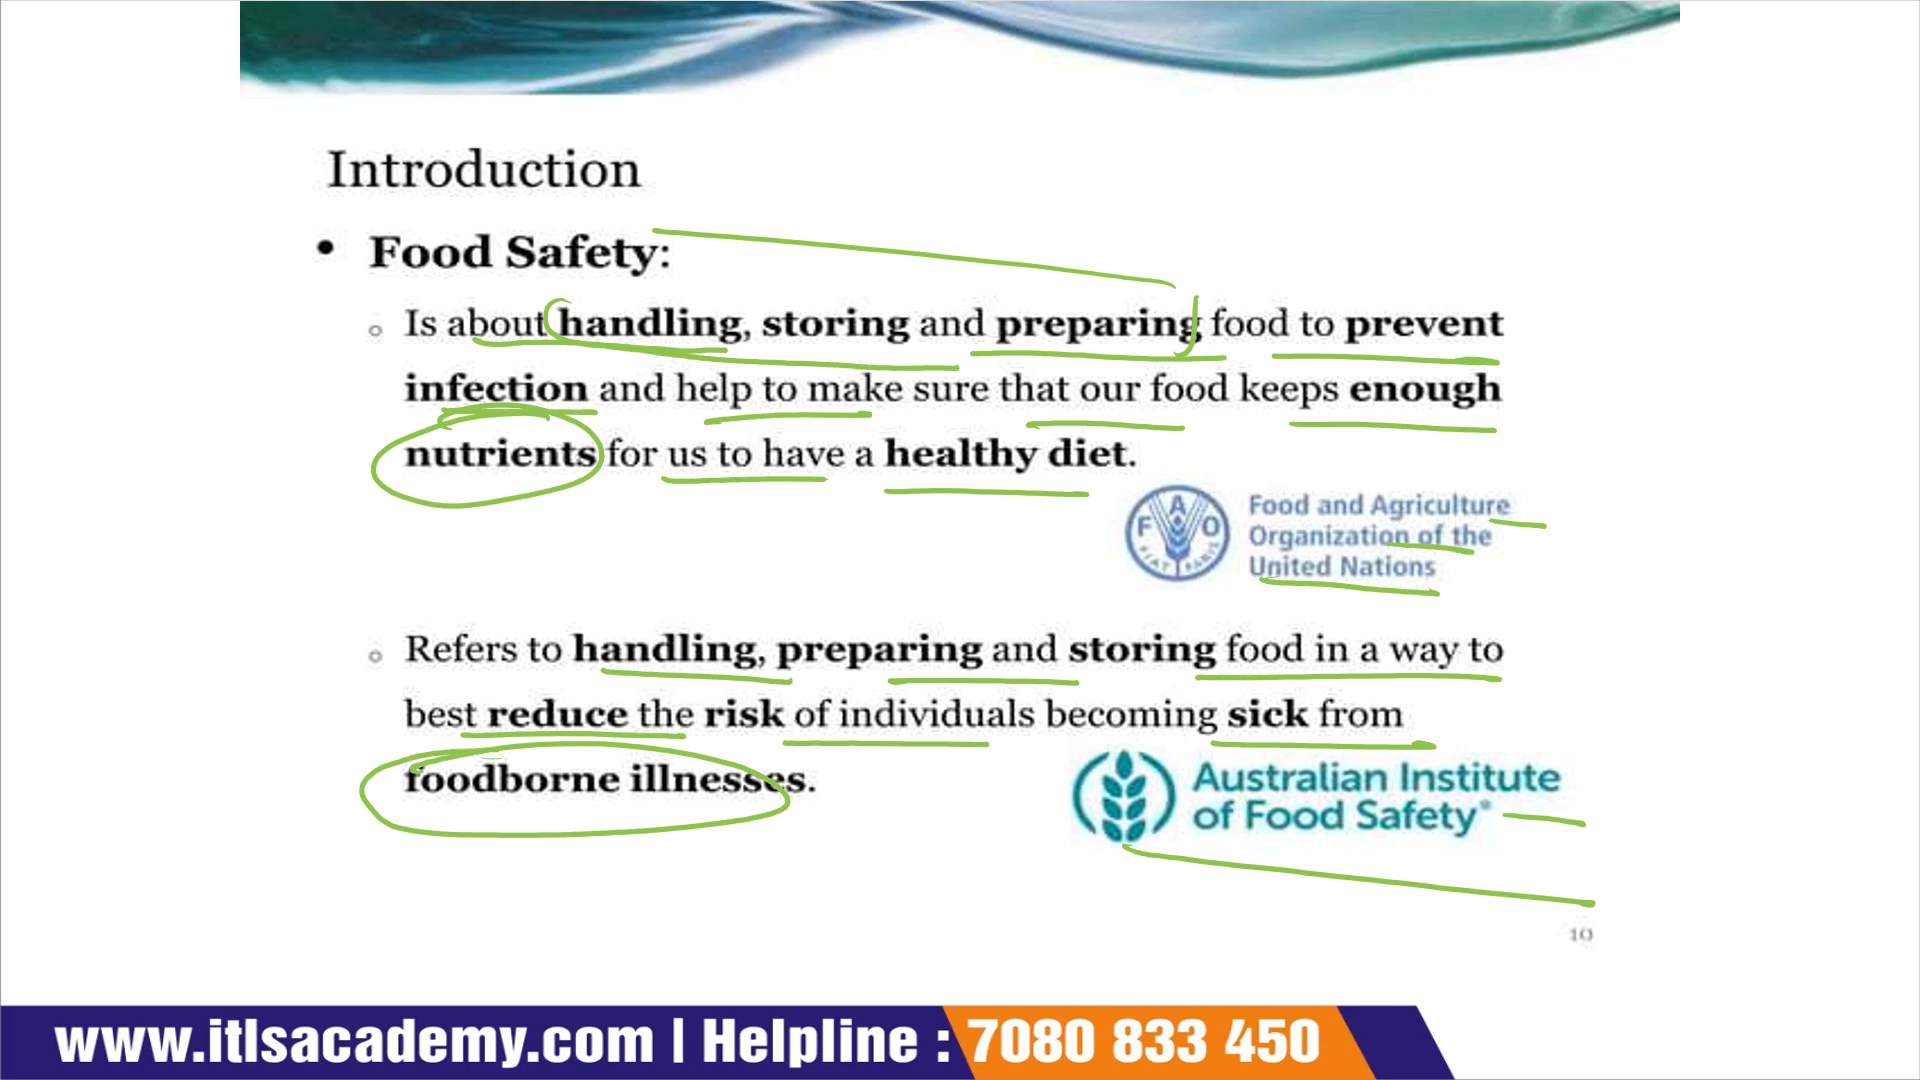 Introduction
• Food Safety:
o Is about handling, storing and preparing food to prevent
infection and help to make sure that our food keeps enough
nutrients for us to have a healthy diet.
F A O
FIAT PANIS
Food and Agriculture
Organization of the
United Nations
o Refers to handling, preparing and storing food in a way to
best reduce the risk of individuals becoming sick from
foodborne illnesses.
Australian Institute
of Food Safety®
10
www.itlsacademy.com | Helpline : 7080 833 450